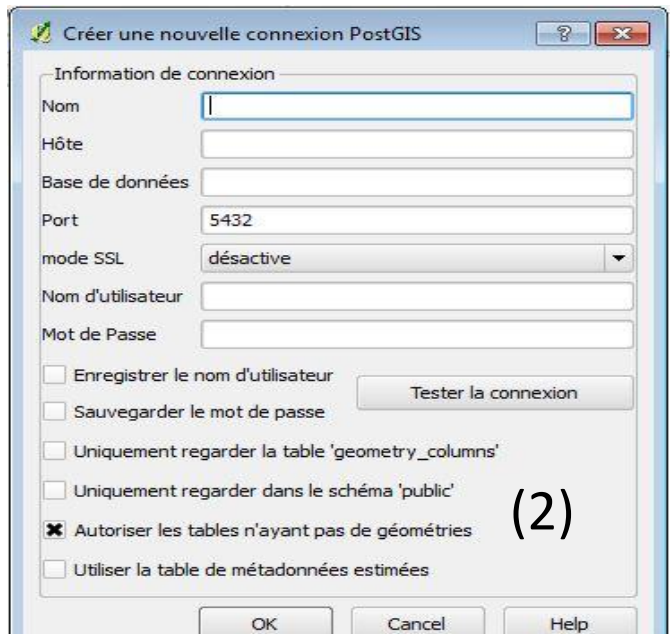 Créer une nouvelle connexion PostGIS
Information de connexion
Nom
Hôte
Base de données
Port 5432
mode SSL désactive
Nom d'utilisateur
Mot de Passe
Enregistrer le nom d'utilisateur
Tester la connexion
Sauvegarder le mot de passe
Uniquement regarder la table 'geometry_columns'
Uniquement regarder dans le schéma 'public'
Autoriser les tables n'ayant pas de géométries
(2)
Utiliser la table de métadonnées estimées
OK Cancel Help